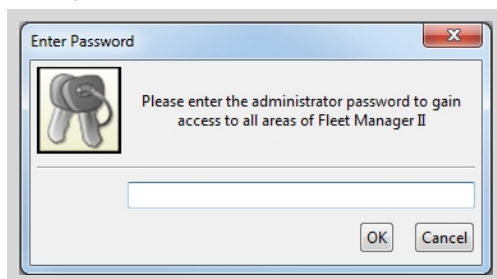 Enter Password
Please enter the administrator password to gain
access to all areas of Fleet Manager II
OK Cancel